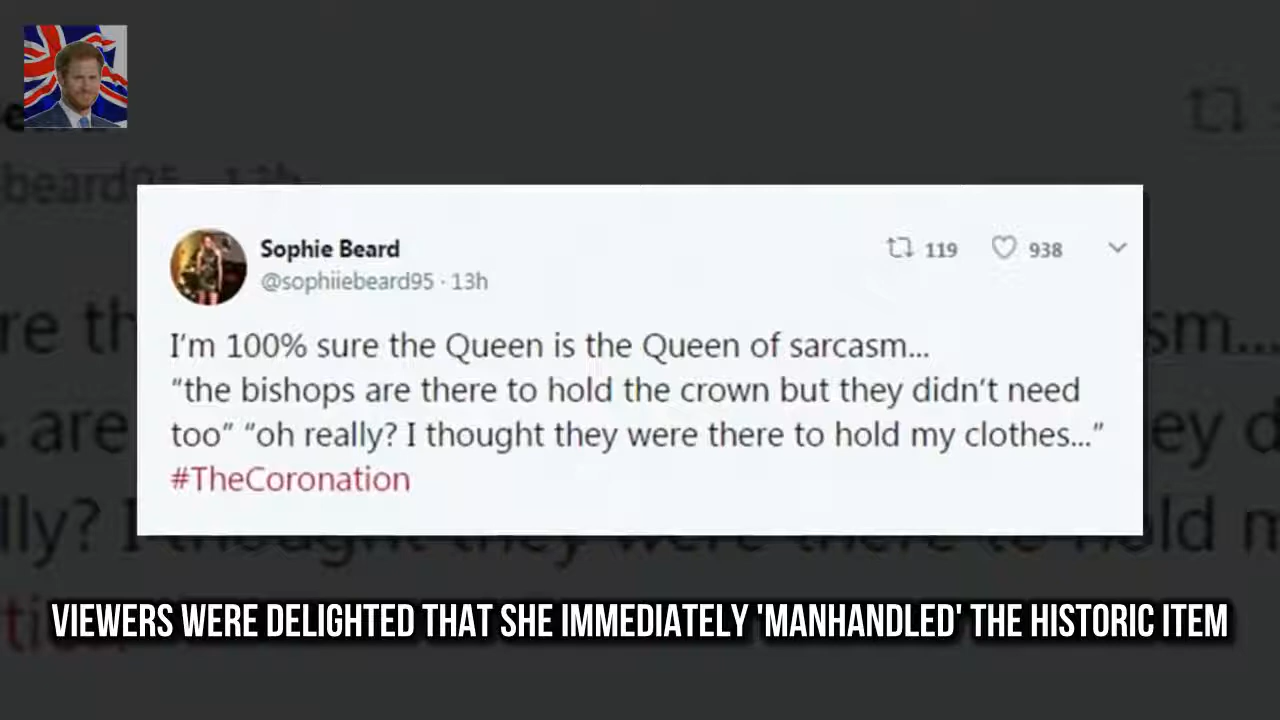 Sophie Beard
@sophiiebeard95 · 13h
119 938
I'm 100% sure the Queen is the Queen of sarcasm...
“the bishops are there to hold the crown but they didn't need
too” “oh really? I thought they were there to hold my clothes...”
#TheCoronation
VIEWERS WERE DELIGHTED THAT SHE IMMEDIATELY 'MANHANDLED' THE HISTORIC ITEM